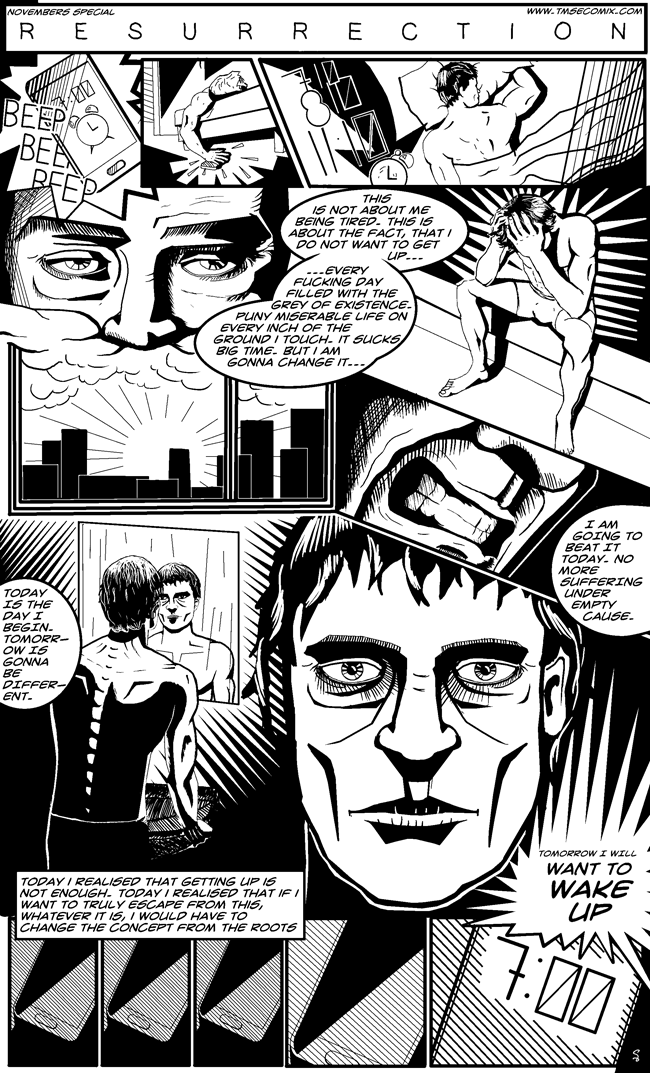 NOVEMBERS SPECIAL
WWW.TMSECOMIX.COM
RESURRECTION
BEEP
BEE
BEEP
7:00
THIS
IS NOT ABOUT ME
BEING TIRED. THIS IS
ABOUT THE FACT, THAT I
DO NOT WANT TO GET
UP...
...EVERY
FUCKING DAY
FILLED WITH THE
GREY OF EXISTENCE.
PUNY MISERABLE LIFE ON
EVERY INCH OF THE
GROUND I TOUCH. IT SUCKS
BIG TIME. BUT I AM
GONNA CHANGE IT...
I AM
GOING TO
BEAT IT
TODAY. NO
MORE
SUFFERING
UNDER
EMPTY
CAUSE.
TODAY
IS THE
DAY I
BEGIN.
TOMORR-
OW IS
GONNA
BE
DIFFER-
ENT.
TOMORROW I WILL
WANT TO
WAKE
UP
TODAY I REALISED THAT GETTING UP IS
NOT ENOUGH. TODAY I REALISED THAT IF I
WANT TO TRULY ESCAPE FROM THIS,
WHATEVER IT IS, I WOULD HAVE TO
CHANGE THE CONCEPT FROM THE ROOTS
7:00